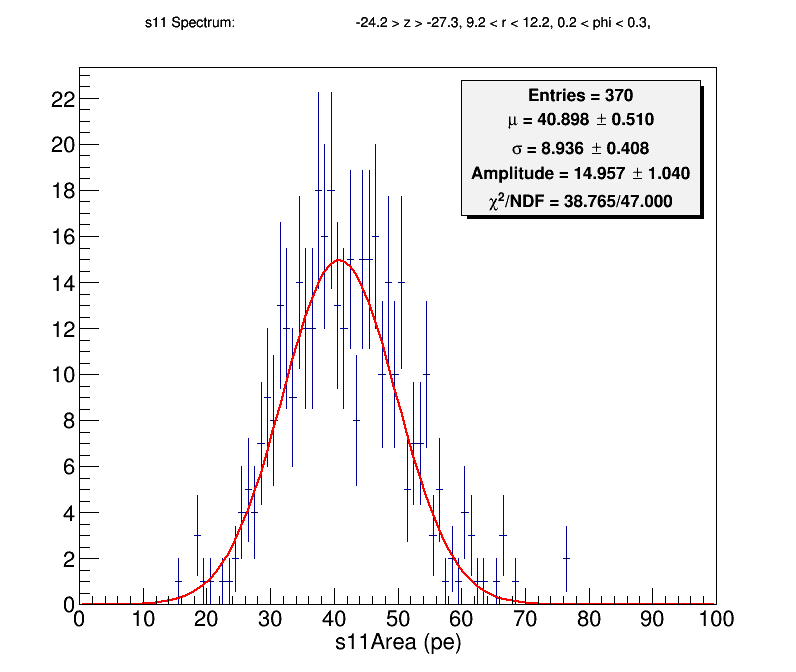 s11 Spectrum: -24.2 > z > -27.3, 9.2 < r < 12.2, 0.2 < phi < 0.3,
Entries = 370
μ = 40.898 ± 0.510
σ = 8.936 ± 0.408
Amplitude = 14.957 ± 1.040
χ²/NDF = 38.765/47.000
22
20
18
16
14
12
10
8
6
4
2
0
0 10 20 30 40 50 60 70 80 90 100
s11Area (pe)